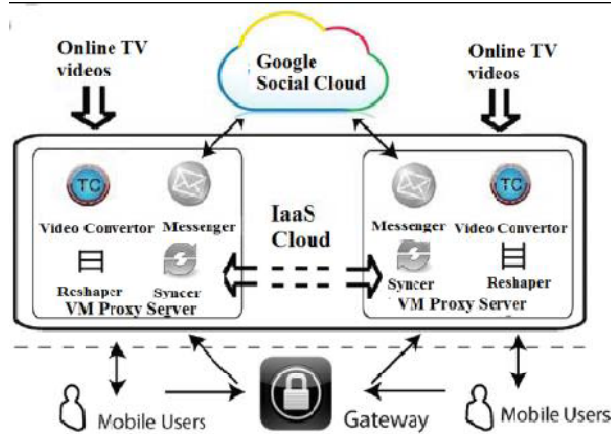 Online TV
videos
Google
Social Cloud
Online TV
videos
TC
Video Convertor
Messenger
Reshaper
Syncer
VM Proxy Server
IaaS
Cloud
Messenger
TC
Video Convertor
Syncer
Reshaper
VM Proxy Server
Mobile Users
Gateway
Mobile Users